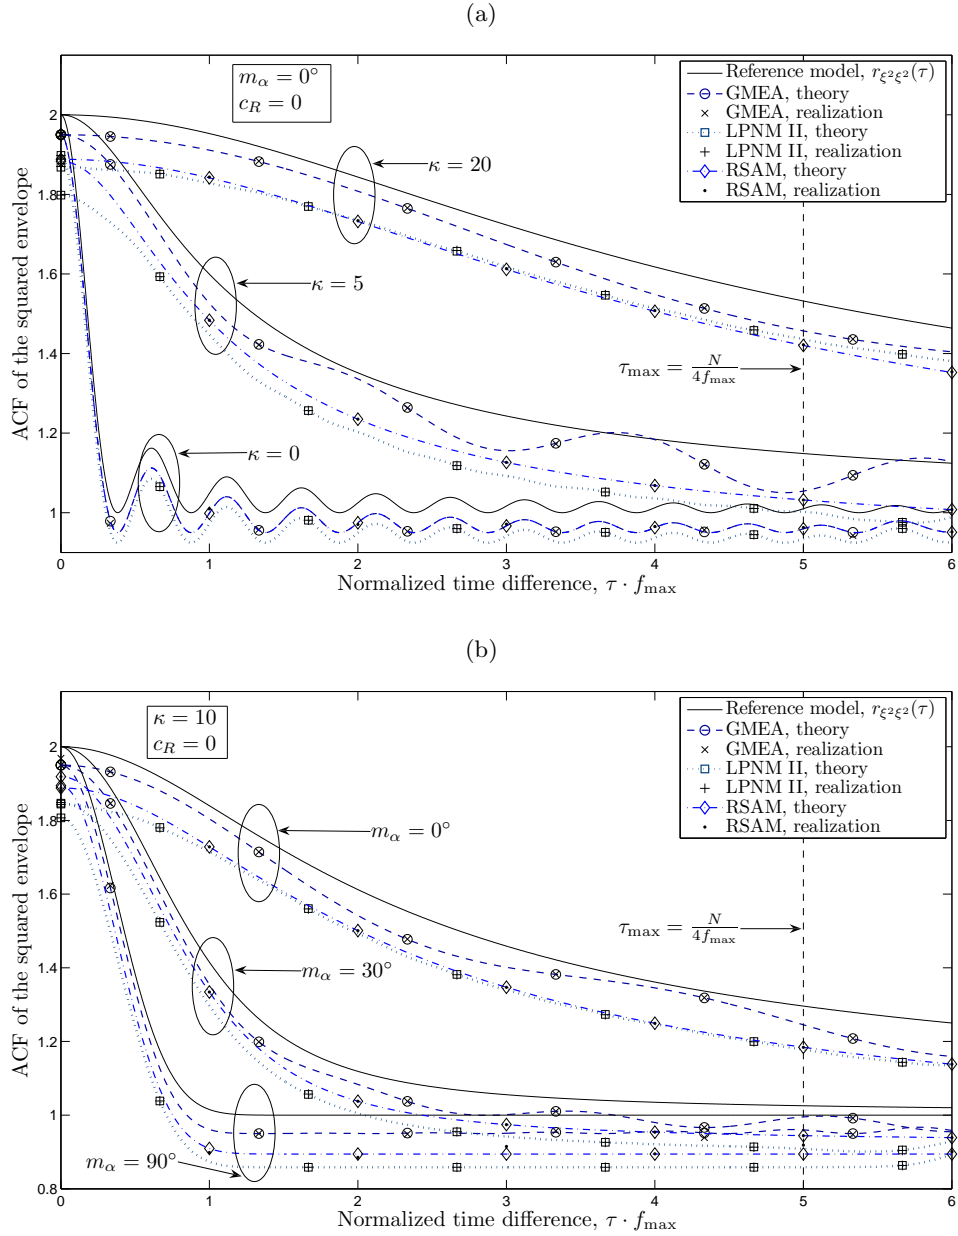 (a)
m_α = 0°
c_R = 0
Reference model, r_{ξ²ξ²}(τ)
GMEA, theory
GMEA, realization
LPNM II, theory
LPNM II, realization
RSAM, theory
RSAM, realization
κ = 20
κ = 5
κ = 0
τ_max = N/4f_max
ACF of the squared envelope
2
1.8
1.6
1.4
1.2
1
0 1 2 3 4 5 6
Normalized time difference, τ · f_max
(b)
κ = 10
c_R = 0
Reference model, r_{ξ²ξ²}(τ)
GMEA, theory
GMEA, realization
LPNM II, theory
LPNM II, realization
RSAM, theory
RSAM, realization
m_α = 0°
m_α = 30°
m_α = 90°
τ_max = N/4f_max
ACF of the squared envelope
2
1.8
1.6
1.4
1.2
1
0.8
0 1 2 3 4 5 6
Normalized time difference, τ · f_max